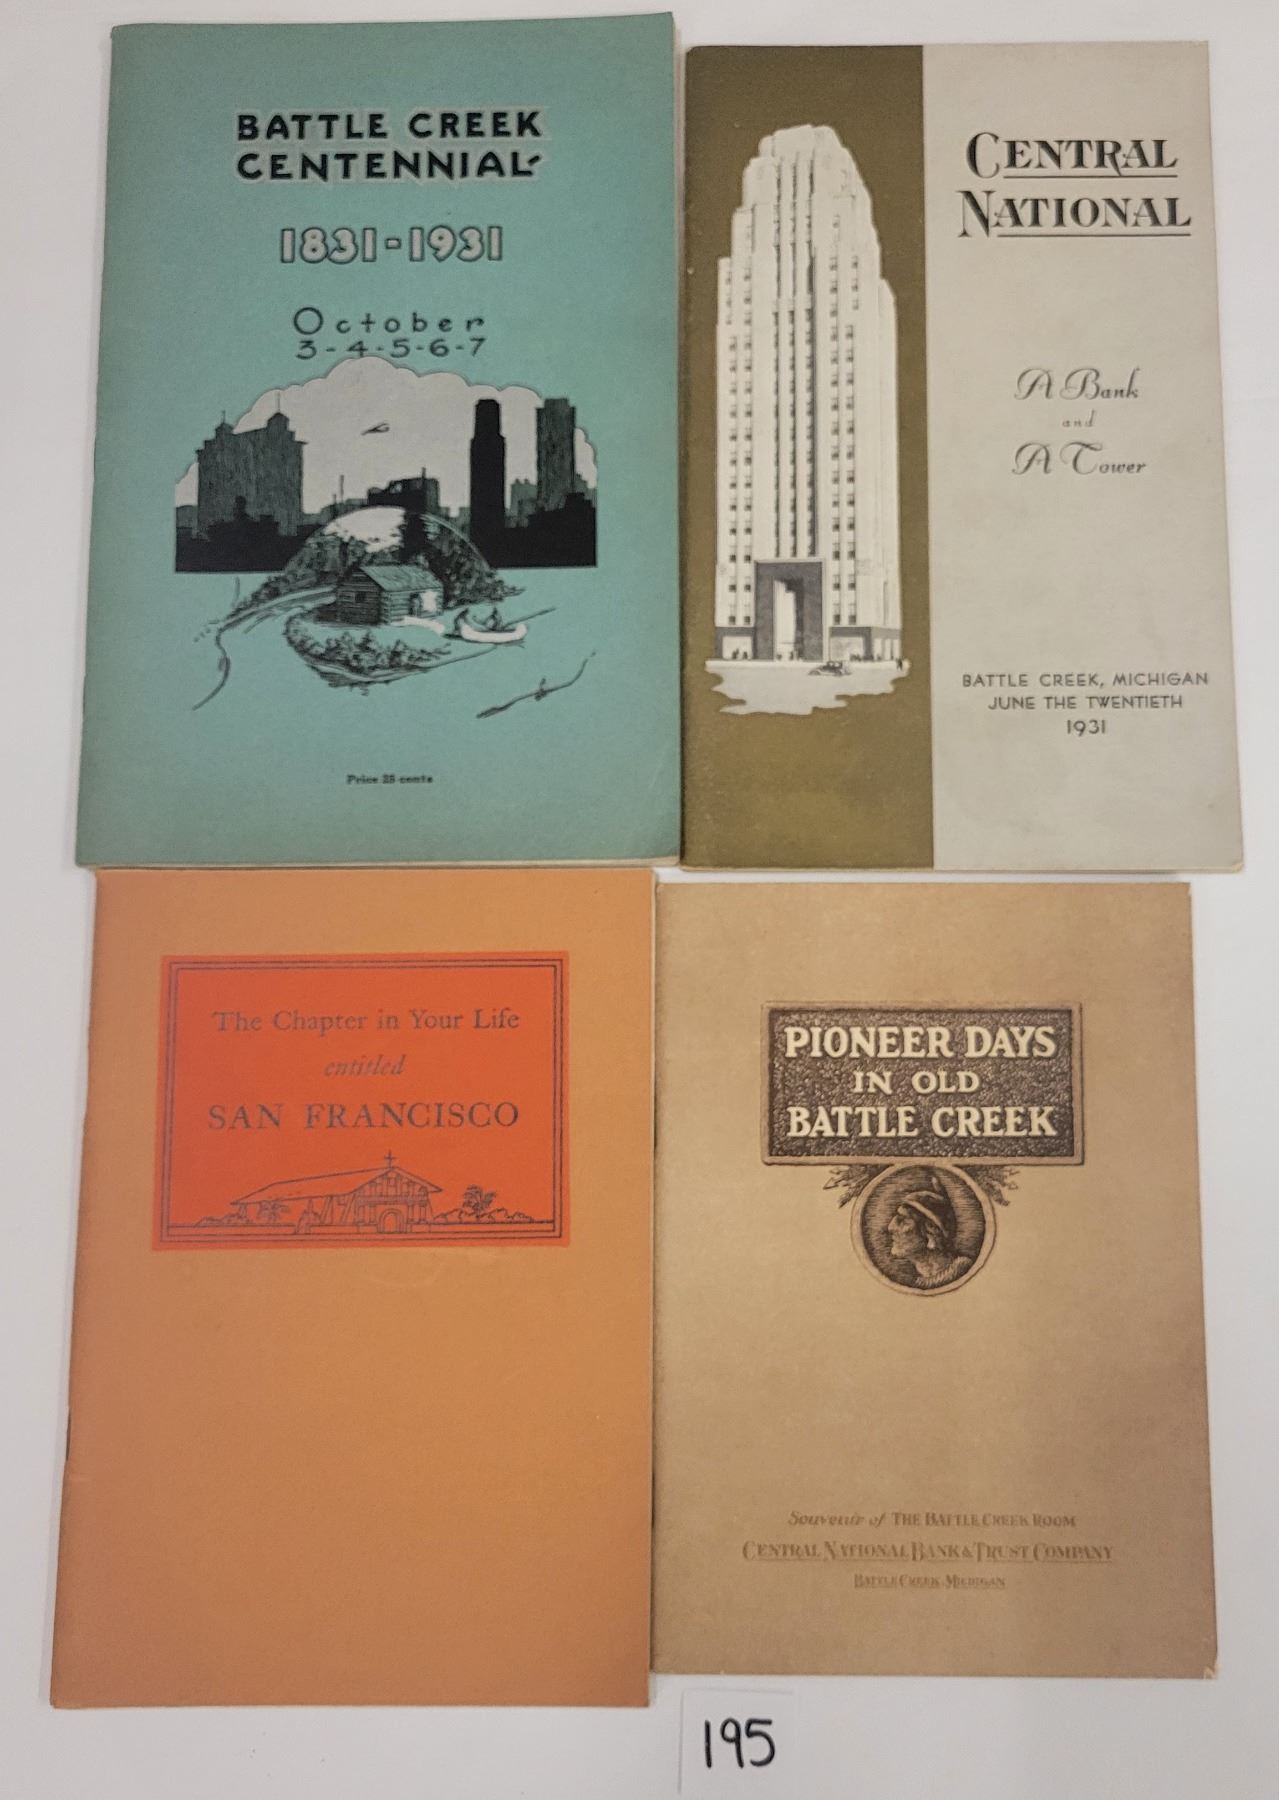 BATTLE CREEK
CENTENNIAL
1831-1931
October
3-4-5-6-7
Price 25 cents
CENTRAL
NATIONAL
A Bank
and
A Tower
BATTLE CREEK, MICHIGAN
JUNE THE TWENTIETH
1931
The Chapter in Your Life
entitled
SAN FRANCISCO
PIONEER DAYS
IN OLD
BATTLE CREEK
Souvenir of THE BATTLE CREEK ROOM
CENTRAL NATIONAL BANK & TRUST COMPANY
BATTLE CREEK, MICHIGAN
195